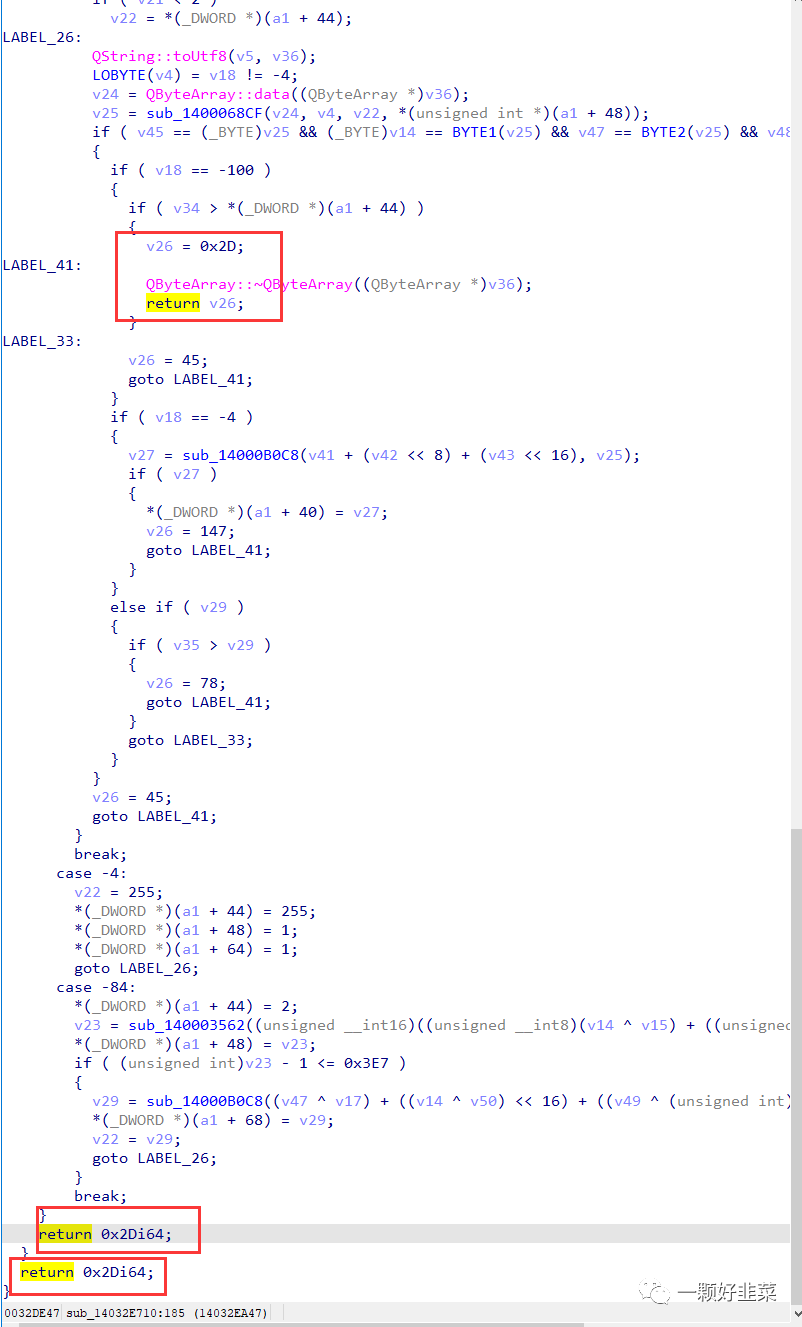 if ( v21 < 2 )
v22 = *(_DWORD *)(a1 + 44);
LABEL_26:
QString::toUtf8(v5, v36);
LOBYTE(v4) = v18 != -4;
v24 = QByteArray::data((QByteArray *)v36);
v25 = sub_1400068CF(v24, v4, v22, *(unsigned int *)(a1 + 48));
if ( v45 == (_BYTE)v25 && (_BYTE)v14 == BYTE1(v25) && v47 == BYTE2(v25) && v48
{
if ( v18 == -100 )
{
if ( v34 > *(_DWORD *)(a1 + 44) )
{
v26 = 0x2D;
LABEL_41:
QByteArray::~QByteArray((QByteArray *)v36);
return v26;
}
LABEL_33:
v26 = 45;
goto LABEL_41;
}
if ( v18 == -4 )
{
v27 = sub_14000B0C8(v41 + (v42 << 8) + (v43 << 16), v25);
if ( v27 )
{
*(_DWORD *)(a1 + 40) = v27;
v26 = 147;
goto LABEL_41;
}
}
else if ( v29 )
{
if ( v35 > v29 )
{
v26 = 78;
goto LABEL_41;
}
goto LABEL_33;
}
}
v26 = 45;
goto LABEL_41;
}
break;
case -4:
v22 = 255;
*(_DWORD *)(a1 + 44) = 255;
*(_DWORD *)(a1 + 48) = 1;
*(_DWORD *)(a1 + 64) = 1;
goto LABEL_26;
case -84:
*(_DWORD *)(a1 + 44) = 2;
v23 = sub_140003562((unsigned __int16)((unsigned __int8)(v14 ^ v15) + ((unsigned
*(_DWORD *)(a1 + 48) = v23;
if ( (unsigned int)v23 - 1 <= 0x3E7 )
{
v29 = sub_14000B0C8((v47 ^ v17) + ((v14 ^ v50) << 16) + ((v49 ^ (unsigned int)
*(_DWORD *)(a1 + 68) = v29;
v22 = v29;
goto LABEL_26;
}
break;
}
return 0x2Di64;
}
return 0x2Di64;
}
一颗好韭菜
0032DE47 sub_14032E710:185 (14032EA47)